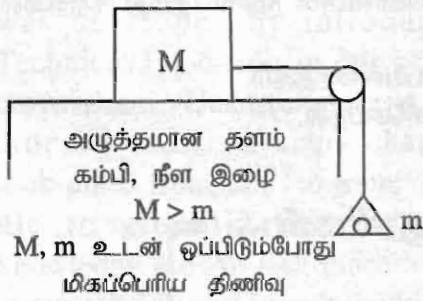 M
அழுத்தமான தளம்
கம்பி, நீள இழை
M > m
m
M, m உடன் ஒப்பிடும்போது
மிகப்பெரிய திணிவு